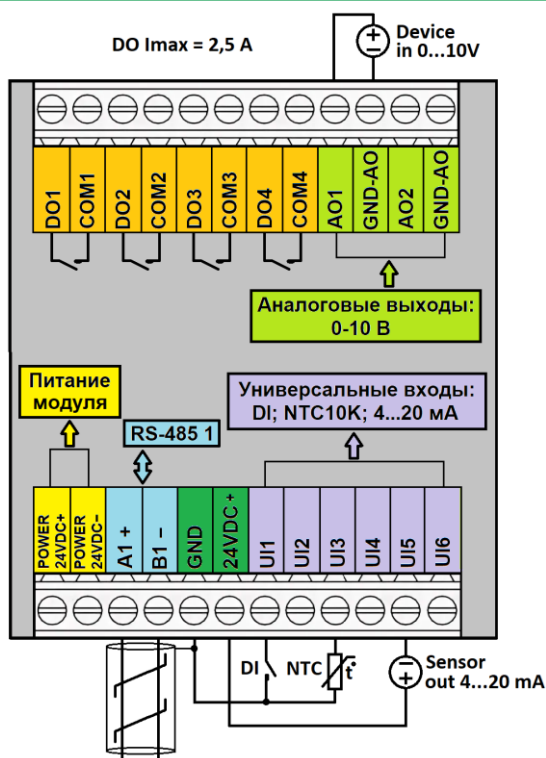 DO Imax = 2,5 A
Device
in 0...10V
DO1
COM1
DO2
COM2
DO3
COM3
DO4
COM4
AO1
GND-AO
AO2
GND-AO
Аналоговые выходы:
0-10 В
Питание
модуля
Универсальные входы:
DI; NTC10K; 4...20 мА
RS-485 1
POWER
24VDC+
POWER
24VDC−
A1 +
B1 −
GND
24VDC +
UI1
UI2
UI3
UI4
UI5
UI6
DI
NTC
t°
Sensor
out 4...20 mA